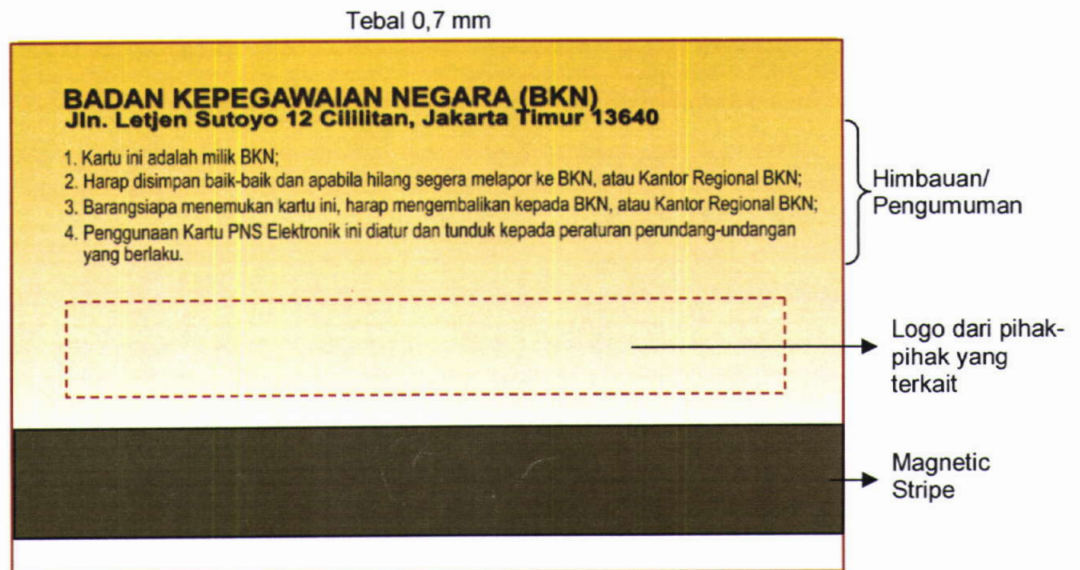 Tebal 0,7 mm
BADAN KEPEGAWAIAN NEGARA (BKN)
Jln. Letjen Sutoyo 12 Cililitan, Jakarta Timur 13640
1. Kartu ini adalah milik BKN;
2. Harap disimpan baik-baik dan apabila hilang segera melapor ke BKN, atau Kantor Regional BKN;
3. Barangsiapa menemukan kartu ini, harap mengembalikan kepada BKN, atau Kantor Regional BKN;
4. Penggunaan Kartu PNS Elektronik ini diatur dan tunduk kepada peraturan perundang-undangan
yang berlaku.
Himbauan/
Pengumuman
Logo dari pihak-
pihak yang
terkait
Magnetic
Stripe